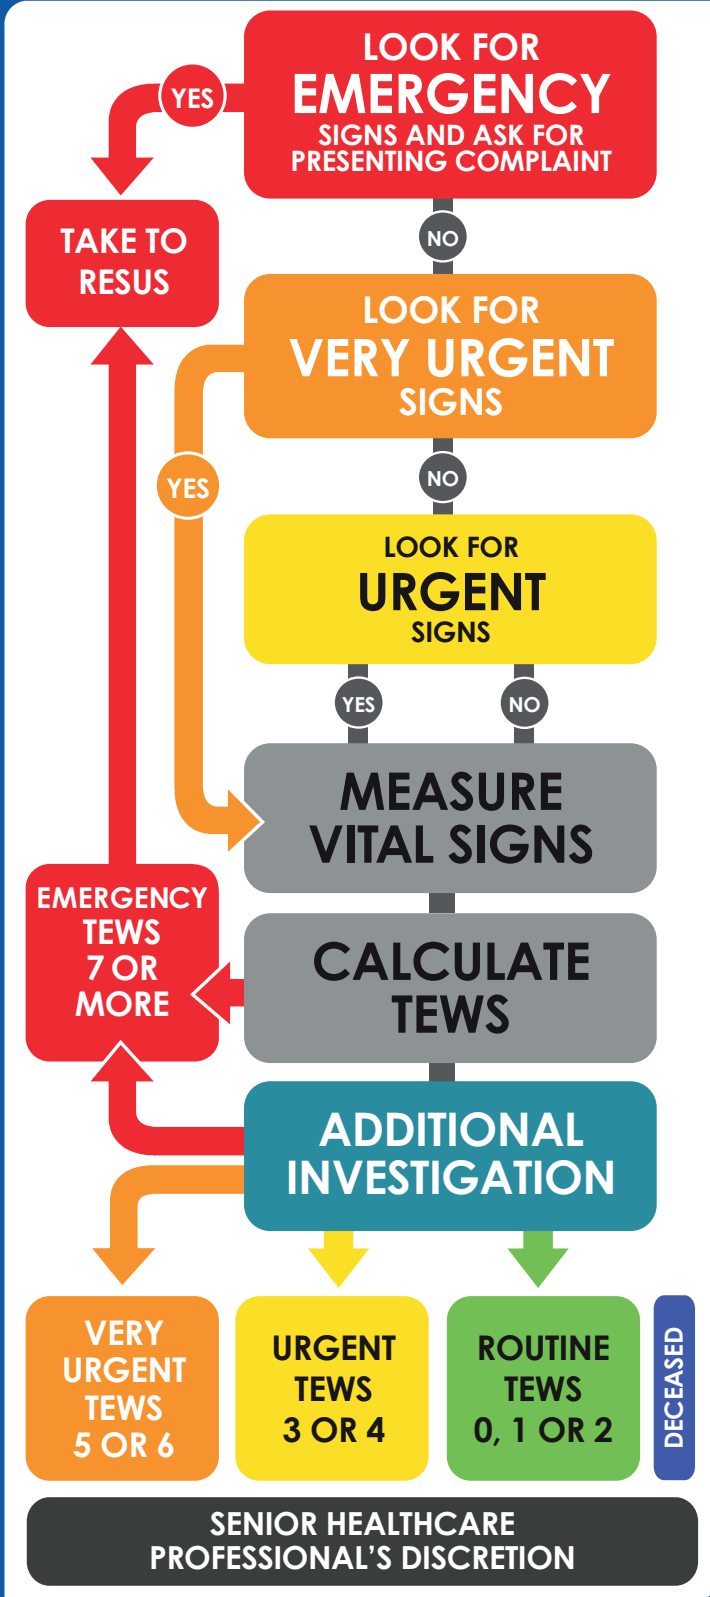 LOOK FOR
EMERGENCY
SIGNS AND ASK FOR
PRESENTING COMPLAINT
YES
TAKE TO
RESUS
NO
LOOK FOR
VERY URGENT
SIGNS
YES
NO
LOOK FOR
URGENT
SIGNS
YES
NO
MEASURE
VITAL SIGNS
EMERGENCY
TEWS
7 OR
MORE
CALCULATE
TEWS
ADDITIONAL
INVESTIGATION
VERY
URGENT
TEWS
5 OR 6
URGENT
TEWS
3 OR 4
ROUTINE
TEWS
0, 1 OR 2
DECEASED
SENIOR HEALTHCARE
PROFESSIONAL'S DISCRETION